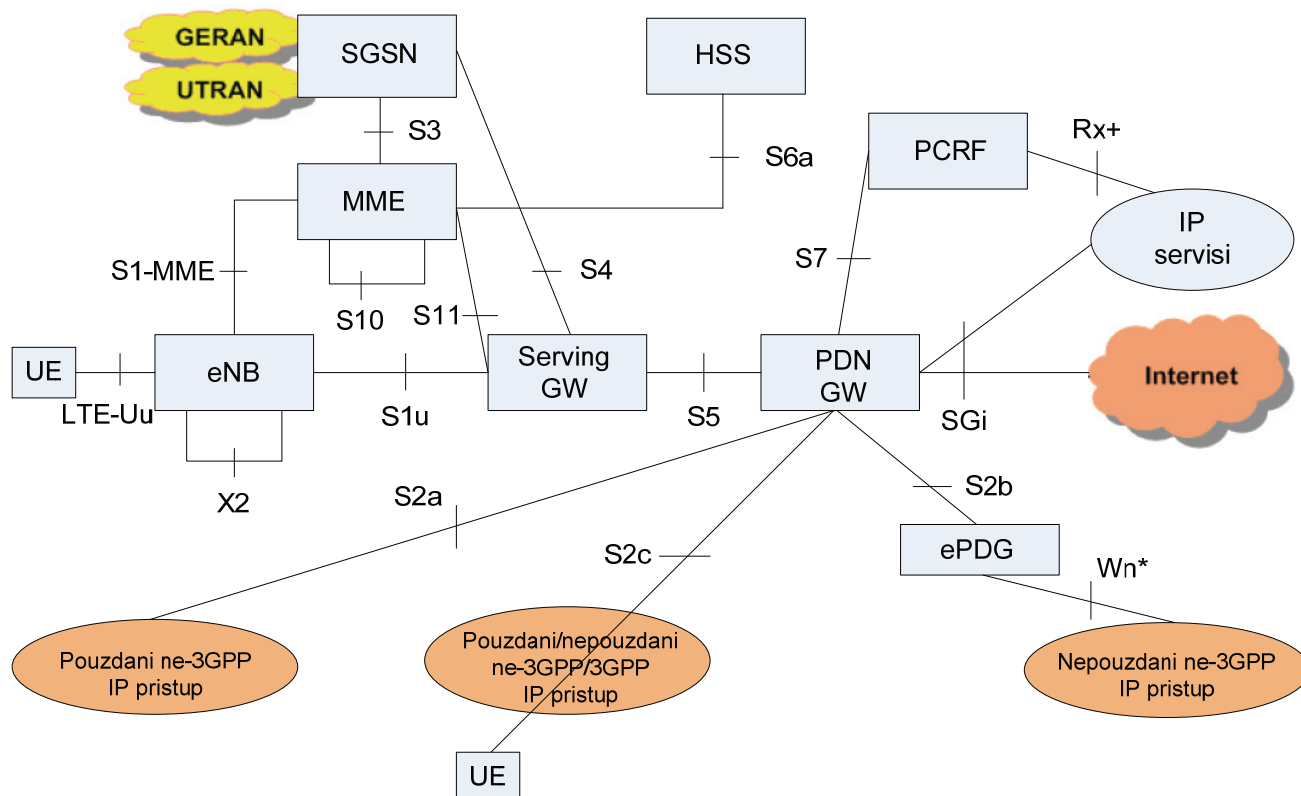 GERAN
UTRAN
SGSN
HSS
S3
S6a
PCRF
Rx+
MME
IP
servisi
S1-MME
S10
S11
S4
S7
UE
LTE-Uu
eNB
S1u
Serving
GW
S5
PDN
GW
SGi
Internet
X2
S2a
S2c
S2b
ePDG
Wn*
Pouzdani ne-3GPP
IP pristup
Pouzdani/nepouzdani
ne-3GPP/3GPP
IP pristup
Nepouzdani ne-3GPP
IP pristup
UE